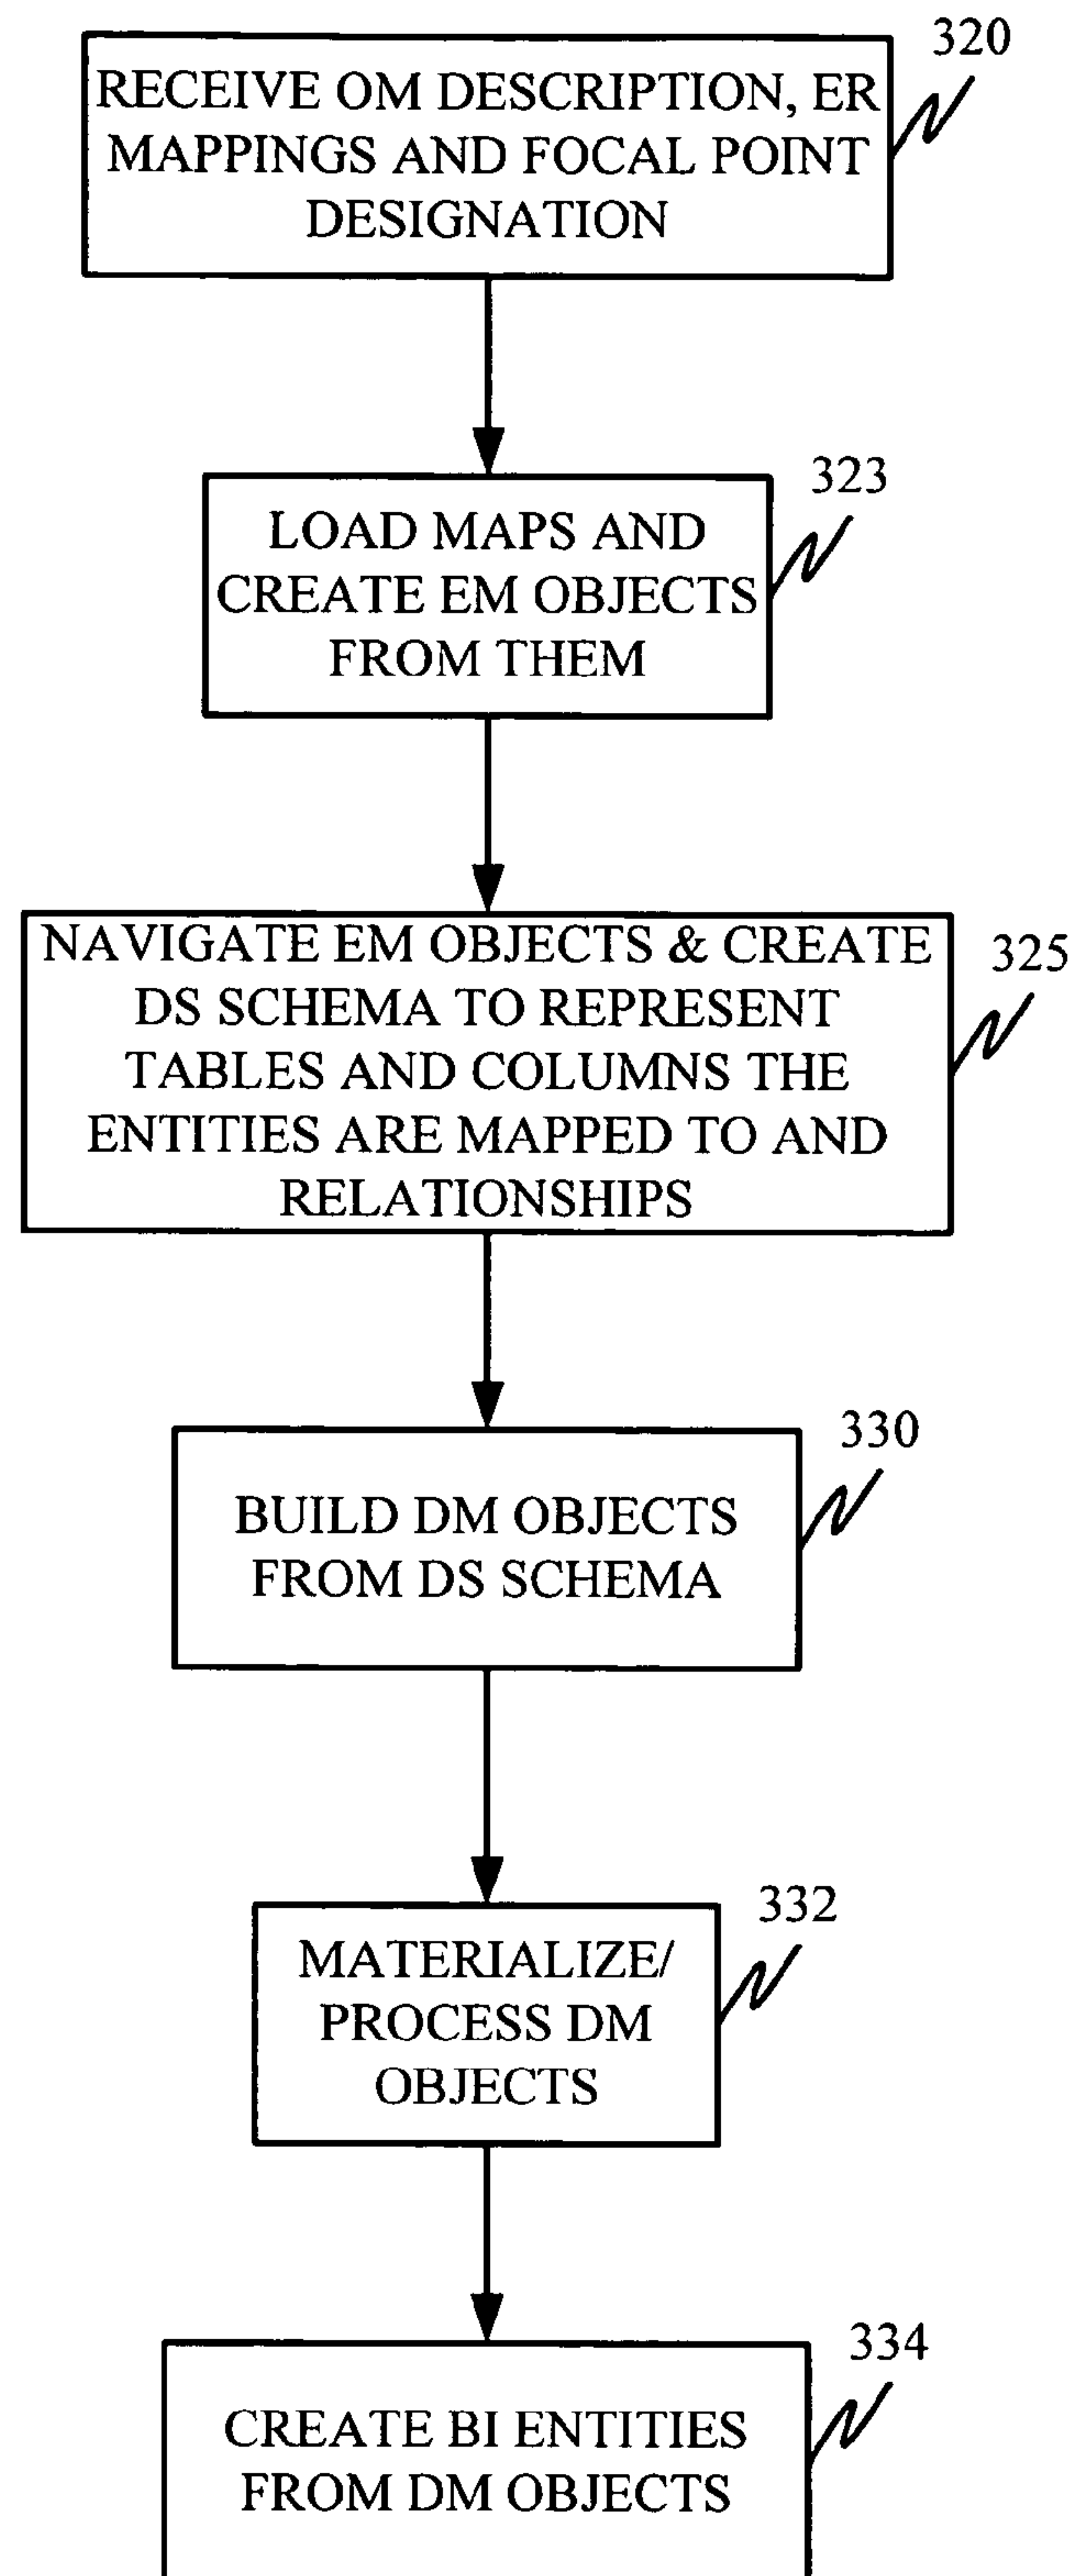 320
RECEIVE OM DESCRIPTION, ER
MAPPINGS AND FOCAL POINT
DESIGNATION
323
LOAD MAPS AND
CREATE EM OBJECTS
FROM THEM
325
NAVIGATE EM OBJECTS & CREATE
DS SCHEMA TO REPRESENT
TABLES AND COLUMNS THE
ENTITIES ARE MAPPED TO AND
RELATIONSHIPS
330
BUILD DM OBJECTS
FROM DS SCHEMA
332
MATERIALIZE/
PROCESS DM
OBJECTS
334
CREATE BI ENTITIES
FROM DM OBJECTS